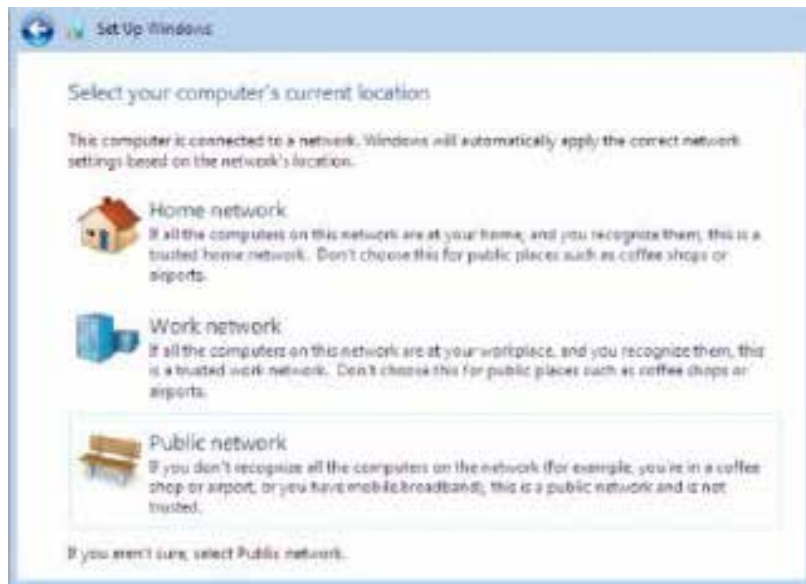 Set Up Windows
Select your computer's current location
This computer is connected to a network. Windows will automatically apply the correct network
settings based on the network's location.
Home network
If all the computers on this network are at your home, and you recognize them, this is a
trusted home network. Don't choose this for public places such as coffee shops or
airports.
Work network
If all the computers on this network are at your workplace, and you recognize them, this
is a trusted work network. Don't choose this for public places such as coffee shops or
airports.
Public network
If you don't recognize all the computers on the network (for example, you're in a coffee
shop or airport, or you have mobile broadband), this is a public network and is not
trusted.
If you aren't sure, select Public network.